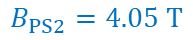 B_PS2 = 4.05 T